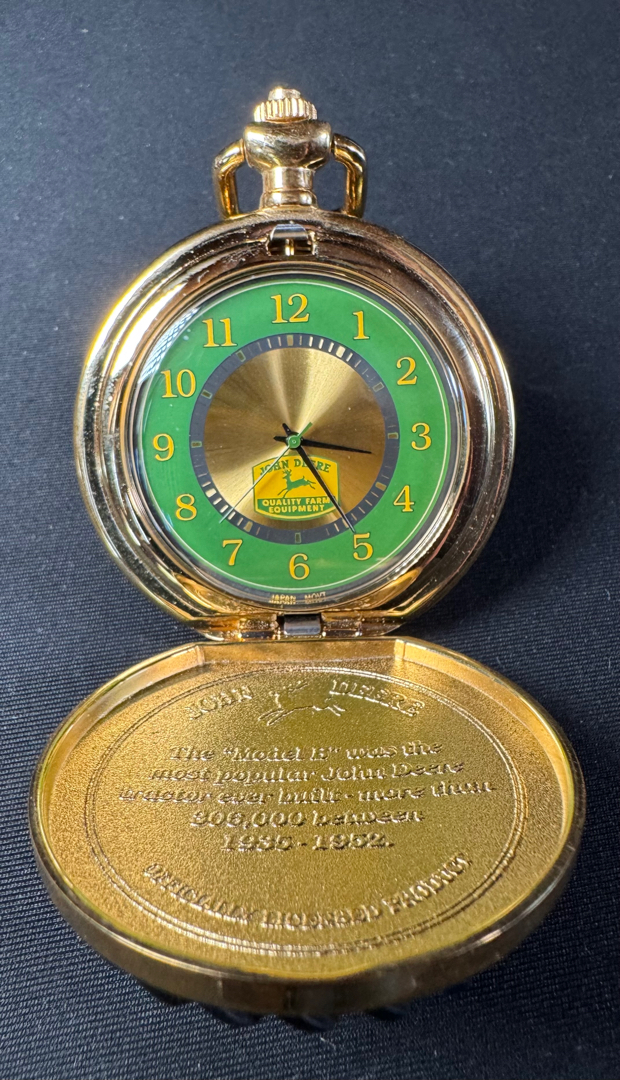 12
1
2
3
4
5
6
7
8
9
10
11
JOHN DEERE
QUALITY FARM
EQUIPMENT
JAPAN MOVT
JOHN DEERE
The "Model B" was the
most popular John Deere
tractor ever built - more than
306,000 between
1935 - 1952.
OFFICIALLY LICENSED PRODUCT